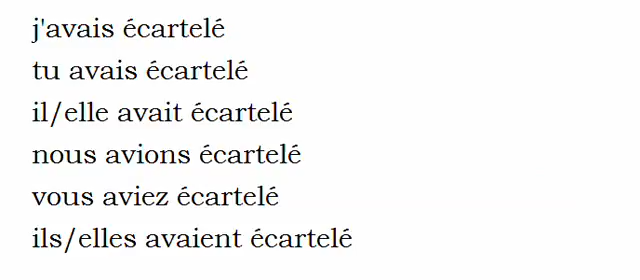 j'avais écartelé
tu avais écartelé
il/elle avait écartelé
nous avions écartelé
vous aviez écartelé
ils/elles avaient écartelé